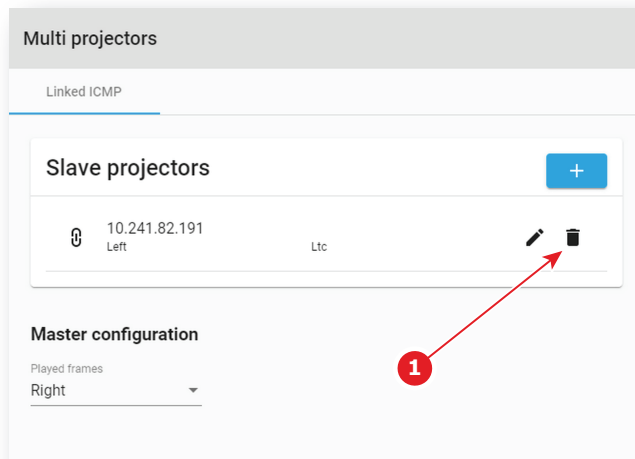 Multi projectors
Linked ICMP
Slave projectors
+
10.241.82.191
Left
Ltc
1
Master configuration
Played frames
Right